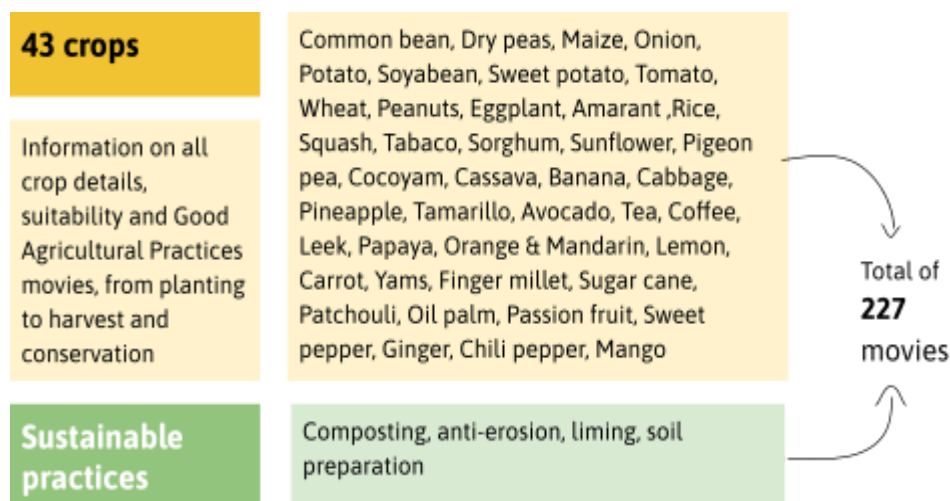 43 crops
Information on all
crop details,
suitability and Good
Agricultural Practices
movies, from planting
to harvest and
conservation
Common bean, Dry peas, Maize, Onion,
Potato, Soyabean, Sweet potato, Tomato,
Wheat, Peanuts, Eggplant, Amarant ,Rice,
Squash, Tabaco, Sorghum, Sunflower, Pigeon
pea, Cocoyam, Cassava, Banana, Cabbage,
Pineapple, Tamarillo, Avocado, Tea, Coffee,
Leek, Papaya, Orange & Mandarin, Lemon,
Carrot, Yams, Finger millet, Sugar cane,
Patchouli, Oil palm, Passion fruit, Sweet
pepper, Ginger, Chili pepper, Mango
Total of
227
movies
Sustainable
practices
Composting, anti-erosion, liming, soil
preparation